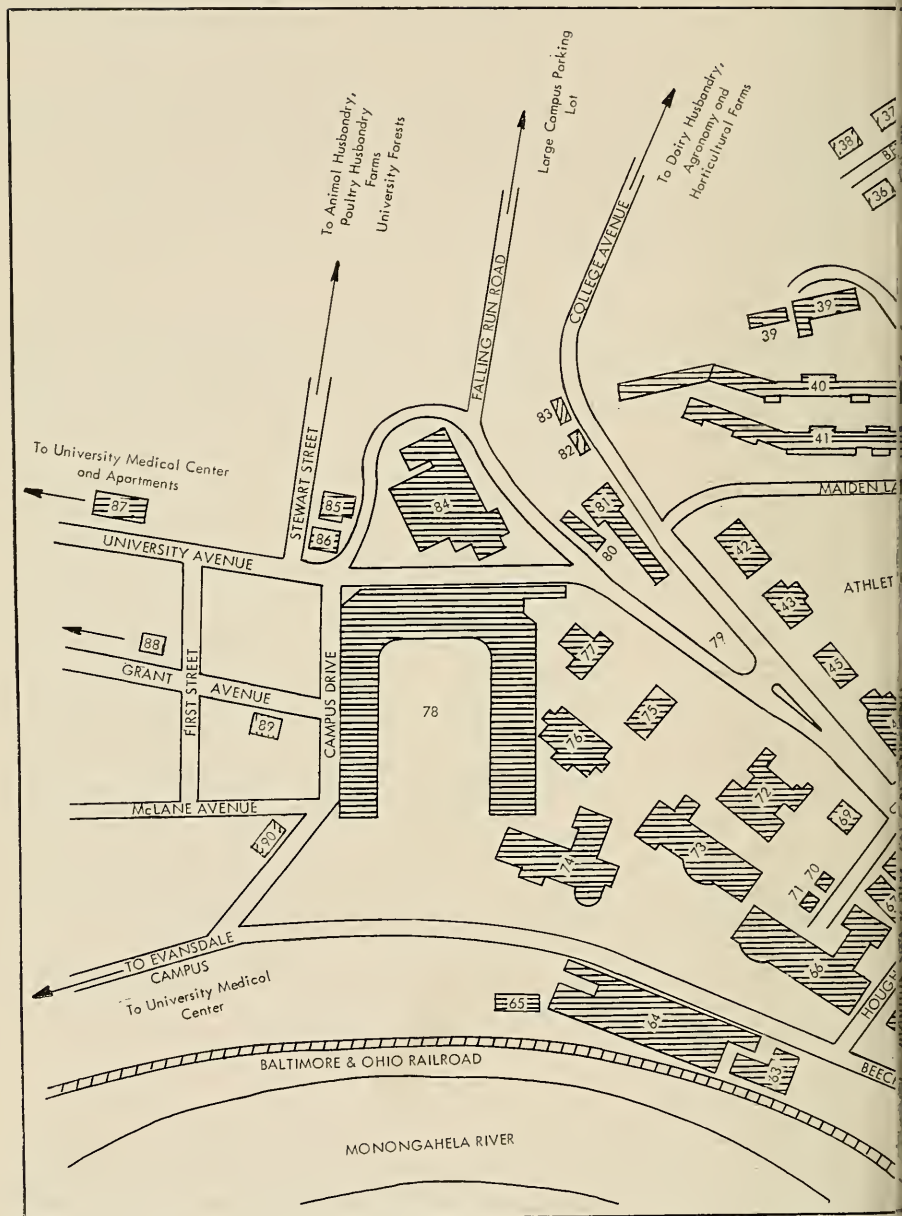 To Animal Husbandry,
Poultry Husbandry
Farms
University Forests
Large Campus Parking
Lot
To Dairy Husbandry,
Agronomy and
Horticultural Farms
38
37
BE
36
39
39
40
41
COLLEGE AVENUE
FALLING RUN ROAD
STEWART STREET
83
82
To University Medical Center
and Apartments
87
85
86
84
81
80
MAIDEN LA
UNIVERSITY AVENUE
42
43
ATHLET
45
79
88
GRANT AVENUE
FIRST STREET
89
CAMPUS DRIVE
78
77
75
76
McLANE AVENUE
90
72
69
73
74
71
70
67
66
TO EVANSDALE
CAMPUS
To University Medical
Center
65
64
63
HOUGH
BEECH
BALTIMORE & OHIO RAILROAD
MONONGAHELA RIVER